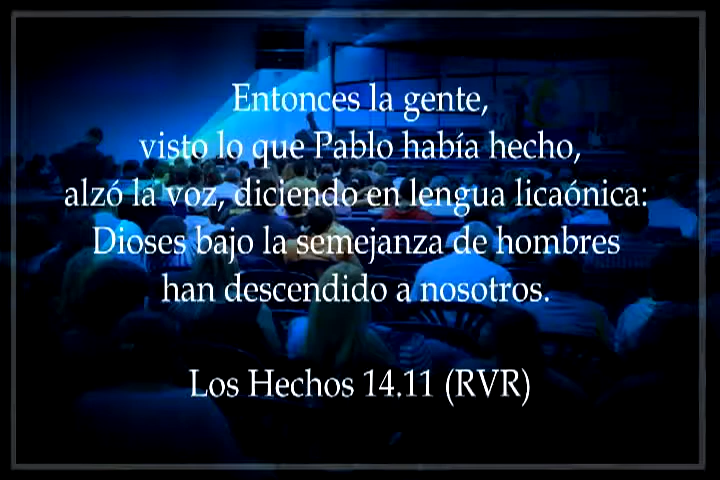 Entonces la gente,
visto lo que Pablo había hecho,
alzó la voz, diciendo en lengua licaónica:
Dioses bajo la semejanza de hombres
han descendido a nosotros.
Los Hechos 14.11 (RVR)